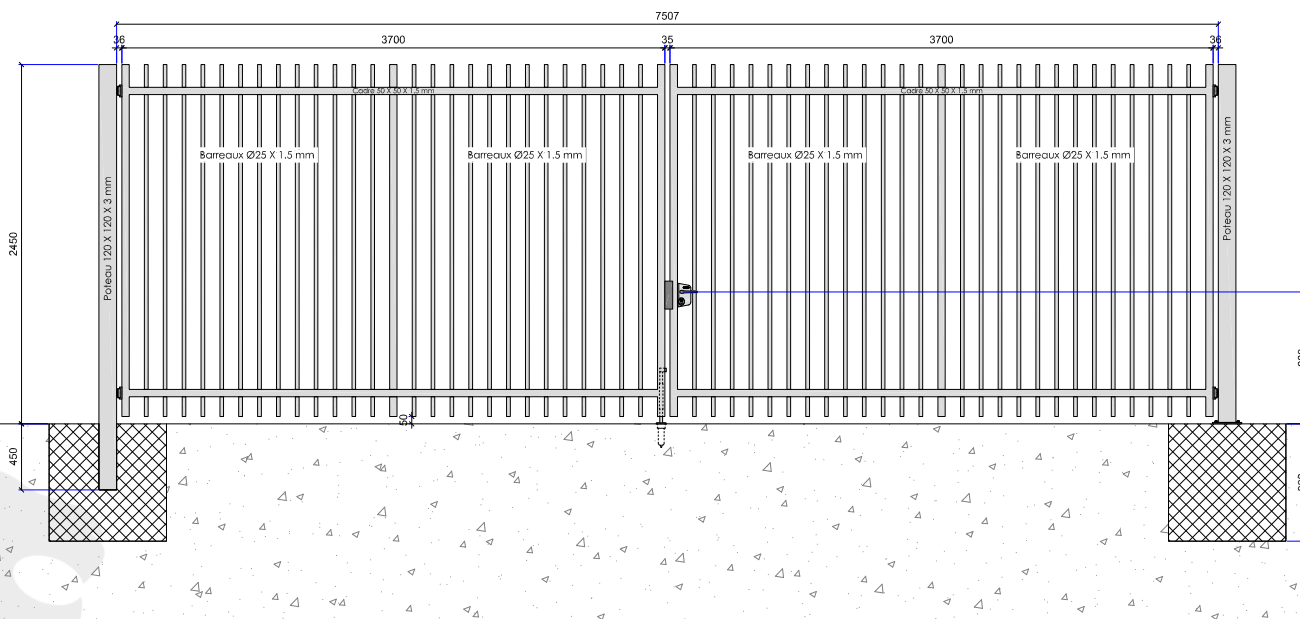 7507
36
3700
35
3700
36
Cadre 50 X 50 X 1.5 mm
Cadre 50 X 50 X 1.5 mm
Barreaux Ø25 X 1.5 mm
Barreaux Ø25 X 1.5 mm
Barreaux Ø25 X 1.5 mm
Barreaux Ø25 X 1.5 mm
Poteau 120 X 120 X 3 mm
Poteau 120 X 120 X 3 mm
2450
50
450